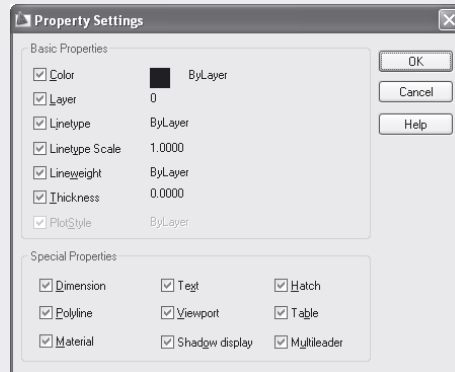 Property Settings
Basic Properties
Color ByLayer
Layer 0
Linetype ByLayer
Linetype Scale 1.0000
Lineweight ByLayer
Thickness 0.0000
PlotStyle ByLayer
OK
Cancel
Help
Special Properties
Dimension Text Hatch
Polyline Viewport Table
Material Shadow display Multileader